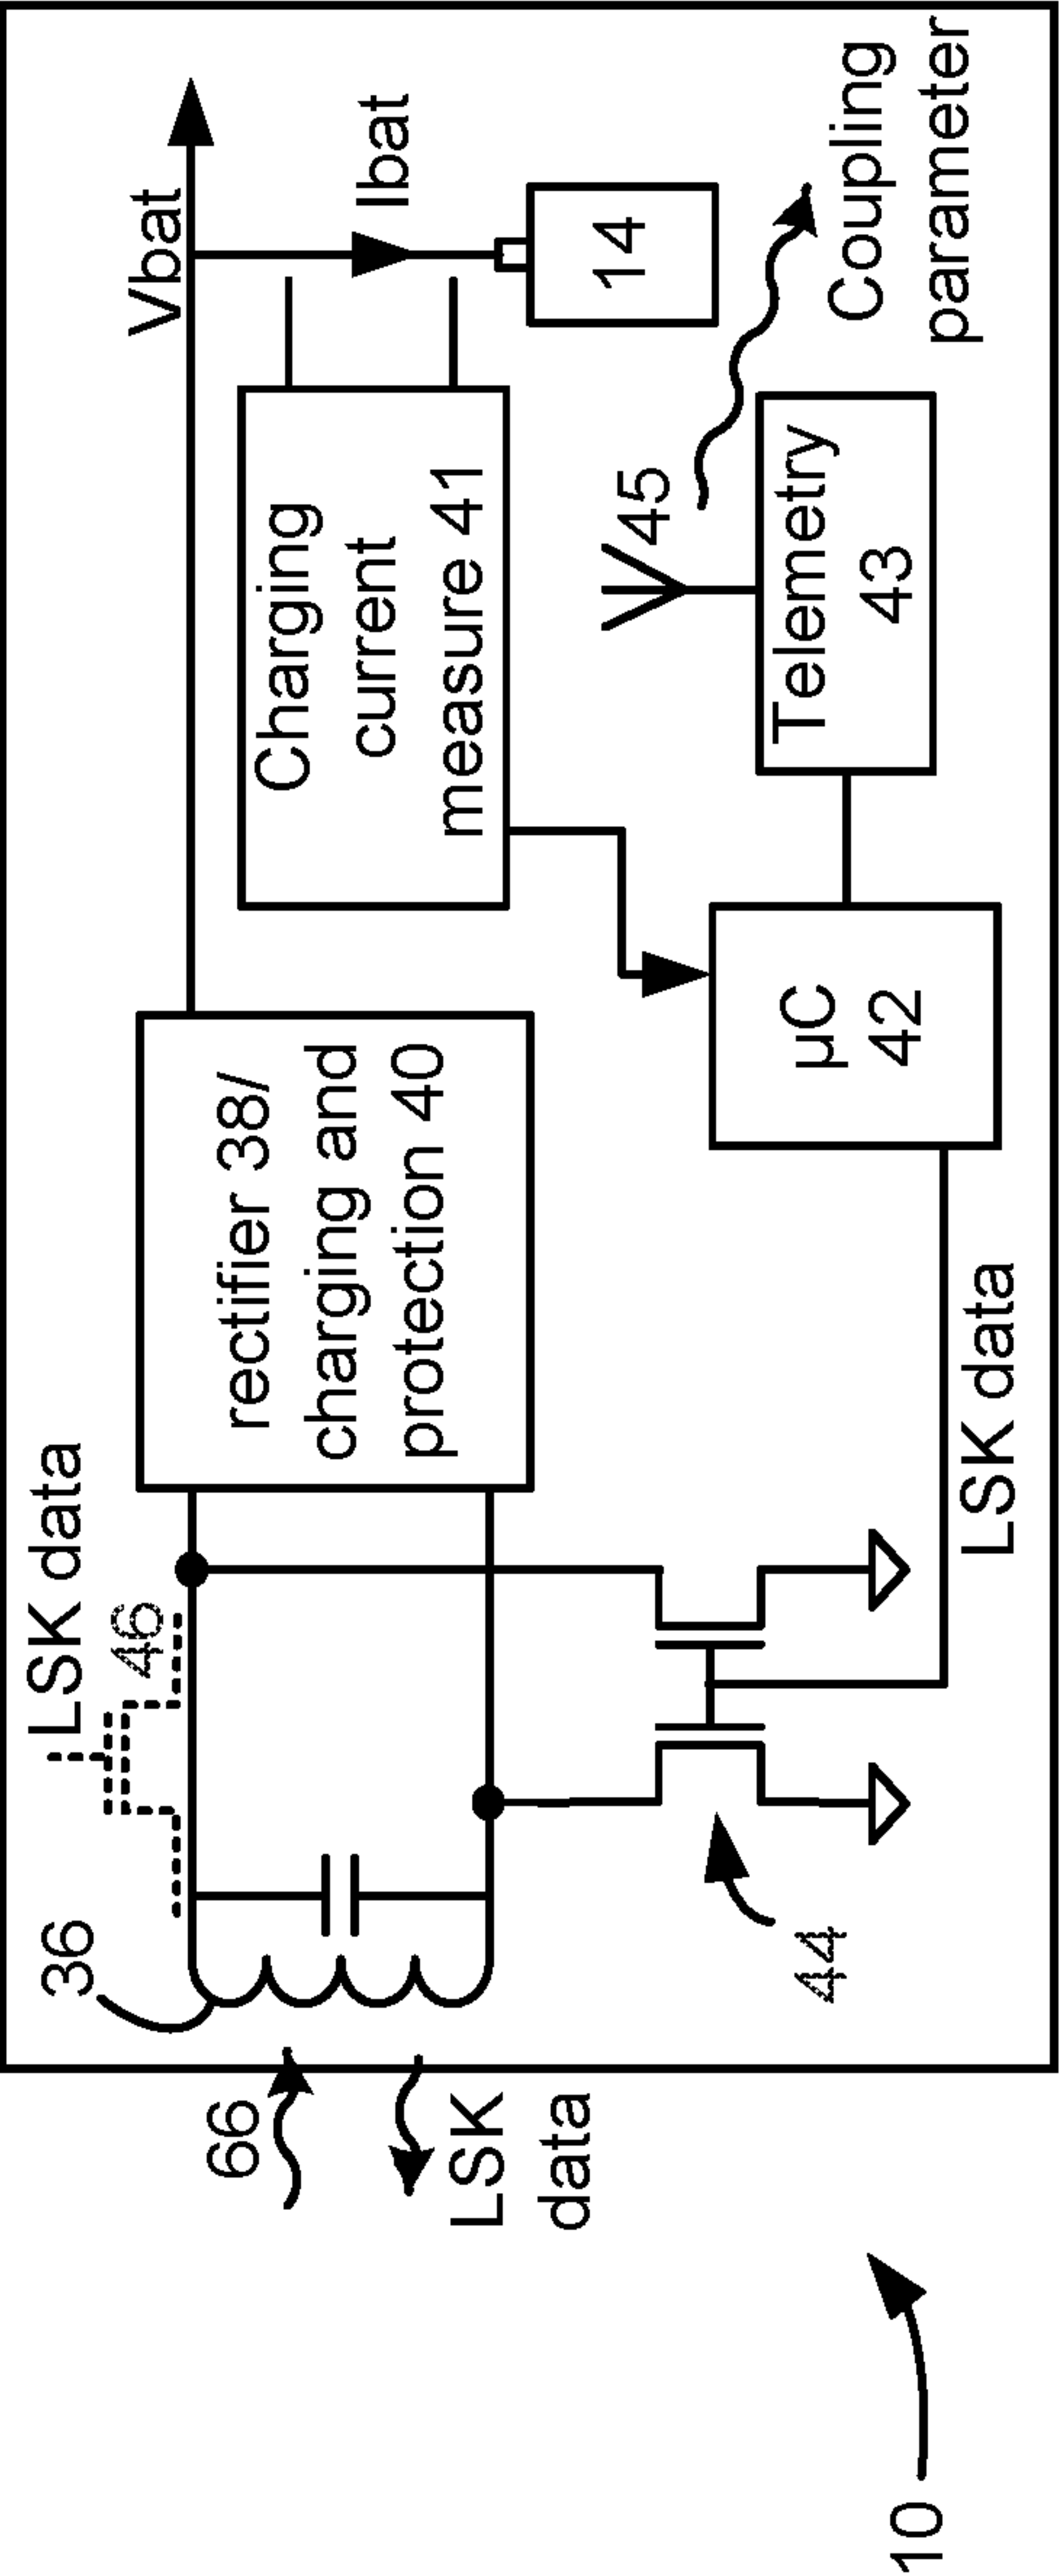 LSK data
46
36
66
LSK
data
10
rectifier 38/
charging and
protection 40
Vbat
Ibat
Charging
current
measure 41
14
45
Coupling
parameter
Telemetry
43
µC
42
44
LSK data